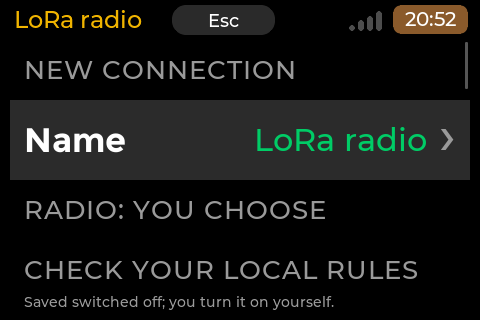 LoRa radio
Esc
20:52
NEW CONNECTION
Name
LoRa radio
RADIO: YOU CHOOSE
CHECK YOUR LOCAL RULES
Saved switched off; you turn it on yourself.